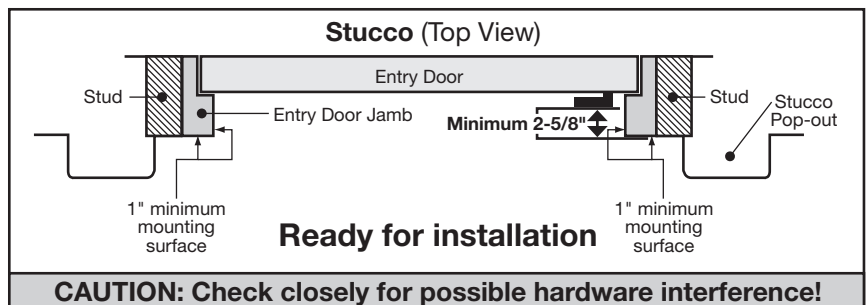 Stucco (Top View)
Entry Door
Stud
Entry Door Jamb
Minimum 2-5/8"
Stud
Stucco
Pop-out
1" minimum
mounting
surface
Ready for installation
1" minimum
mounting
surface
CAUTION: Check closely for possible hardware interference!